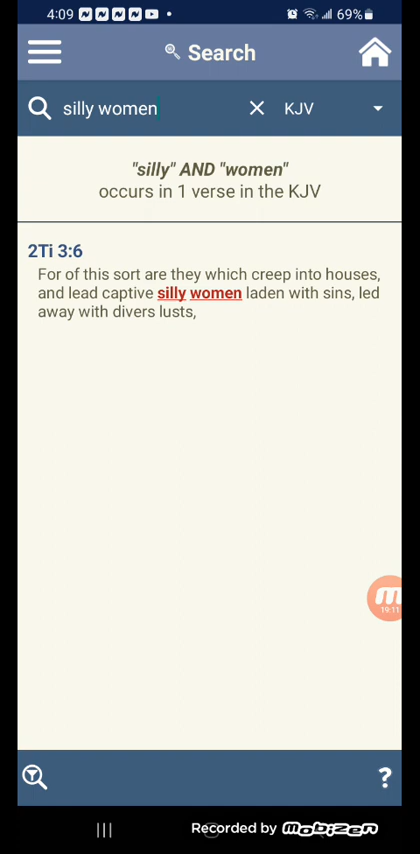 4:09 69%
Search
silly women KJV
"silly" AND "women"
occurs in 1 verse in the KJV
2Ti 3:6
For of this sort are they which creep into houses,
and lead captive silly women laden with sins, led
away with divers lusts,
19:11
?
Recorded by mobizen